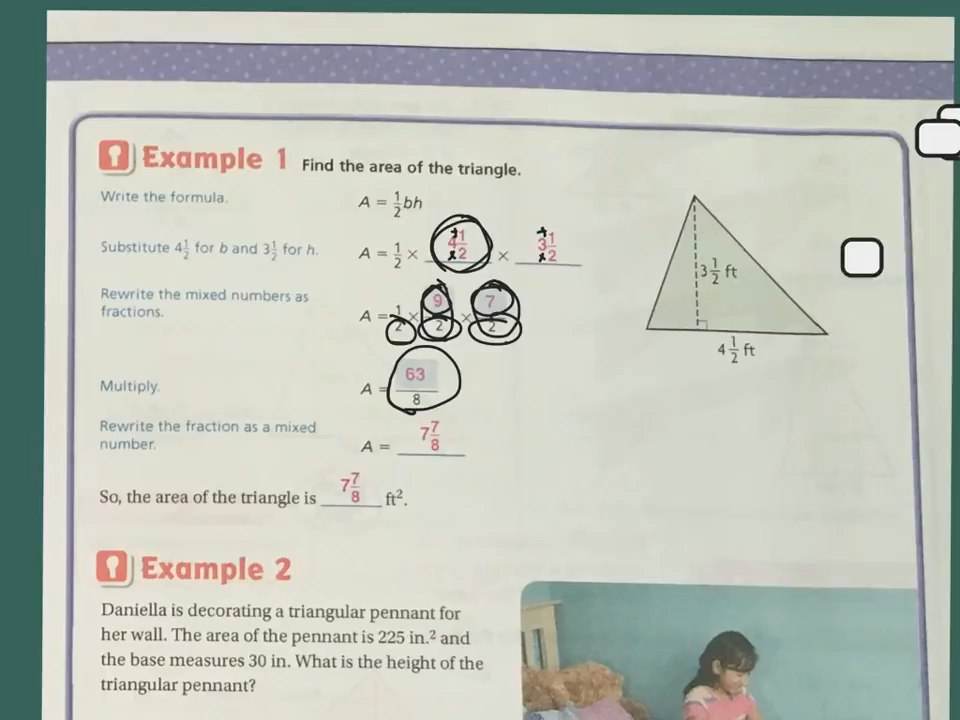 Example 1 Find the area of the triangle.
Write the formula. A = 1/2 bh
Substitute 4 1/2 for b and 3 1/2 for h. A = 1/2 × 4 1/2 × 3 1/2
Rewrite the mixed numbers as
fractions. A = 1/2 × 9/2 × 7/2
Multiply. A = 63/8
Rewrite the fraction as a mixed
number. A = 7 7/8
So, the area of the triangle is 7 7/8 ft².
3 1/2 ft
4 1/2 ft
Example 2
Daniella is decorating a triangular pennant for
her wall. The area of the pennant is 225 in.² and
the base measures 30 in. What is the height of the
triangular pennant?